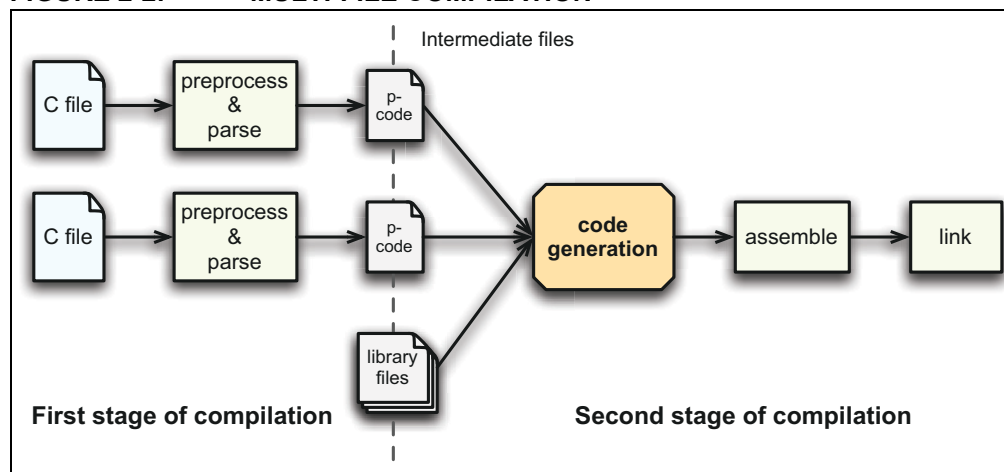 Intermediate files
C file
preprocess
&
parse
p-
code
C file
preprocess
&
parse
p-
code
library
files
code
generation
assemble
link
First stage of compilation
Second stage of compilation